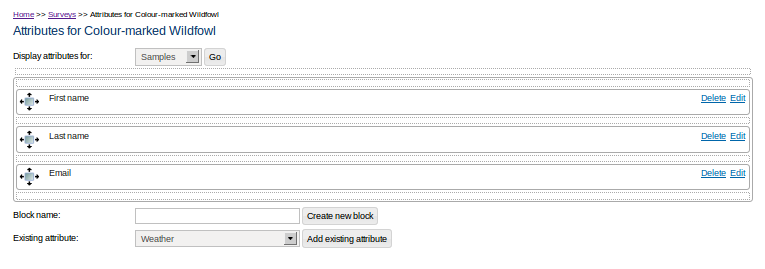 Home >> Surveys >> Attributes for Colour-marked Wildfowl
Attributes for Colour-marked Wildfowl
Display attributes for: Samples Go
First name Delete Edit
Last name Delete Edit
Email Delete Edit
Block name: Create new block
Existing attribute: Weather Add existing attribute